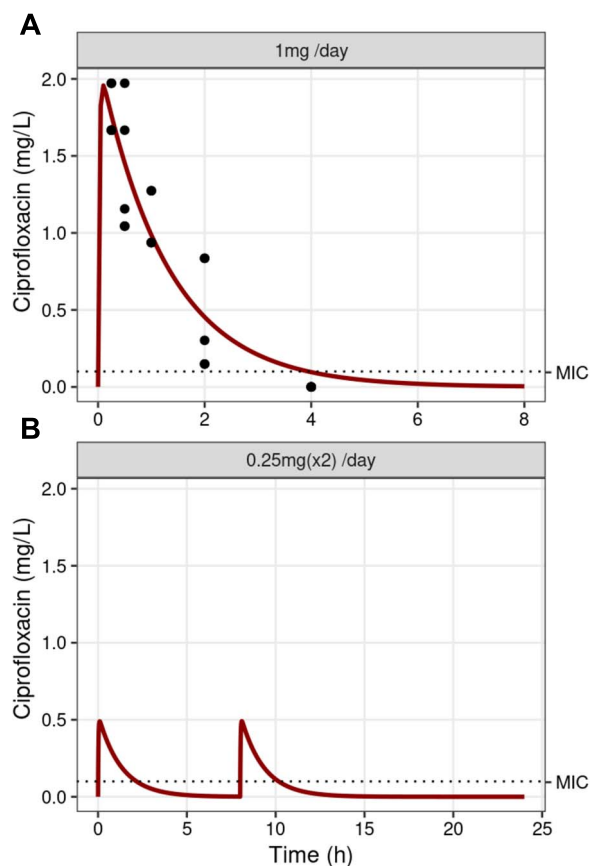 A
1mg /day
Ciprofloxacin (mg/L)
2.0
1.5
1.0
0.5
0.0
MIC
0 2 4 6 8
B
0.25mg(x2) /day
Ciprofloxacin (mg/L)
2.0
1.5
1.0
0.5
0.0
MIC
0 5 10 15 20 25
Time (h)